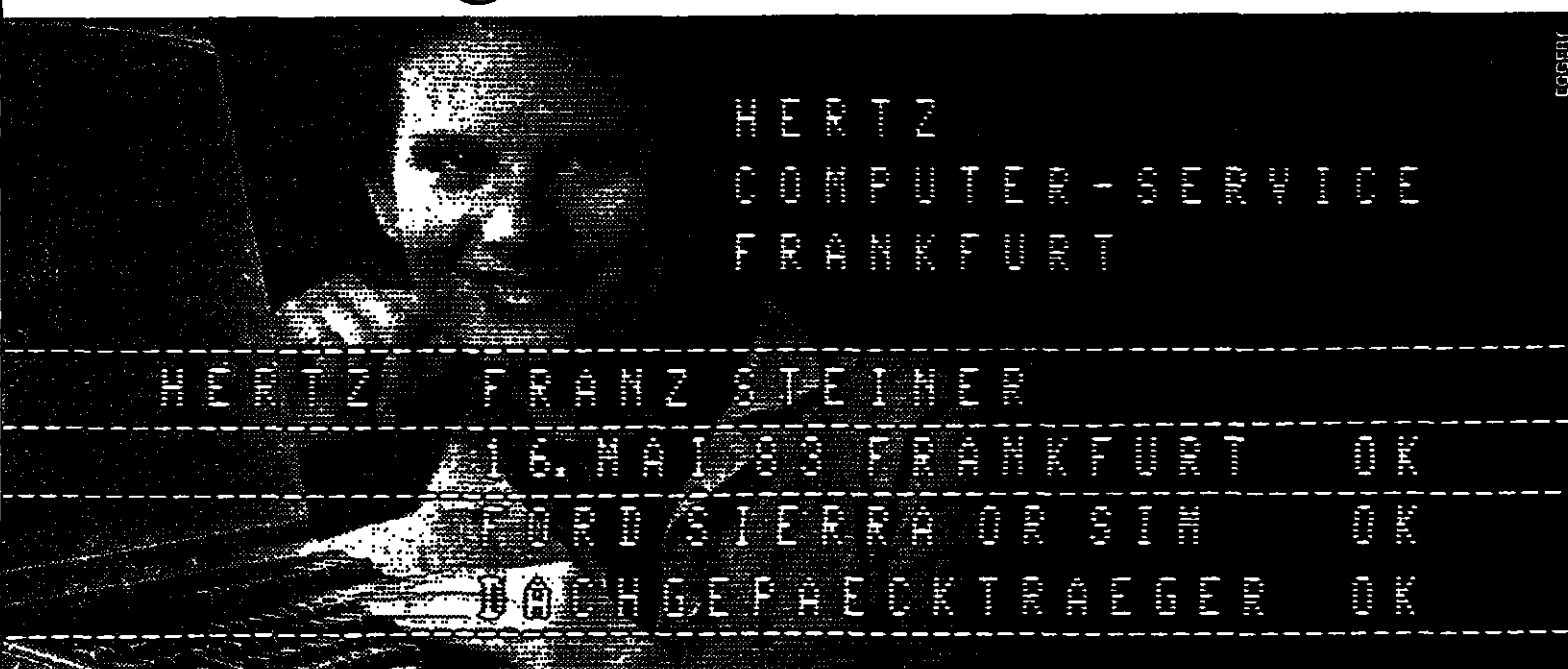 HERTZ
COMPUTER-SERVICE
FRANKFURT
HERTZ FRANZ STEINER
16. MAI 83 FRANKFURT OK
FORD SIERRA OR SIM OK
DACHGEPAECKTRAEGER OK